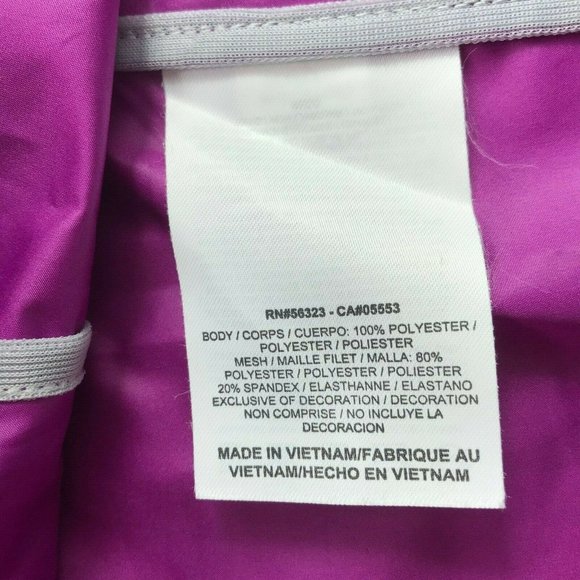 RN#56323 - CA#05553
BODY / CORPS / CUERPO: 100% POLYESTER /
POLYESTER / POLIESTER
MESH / MAILLE FILET / MALLA: 80%
POLYESTER / POLYESTER / POLIESTER
20% SPANDEX / ELASTHANNE / ELASTANO
EXCLUSIVE OF DECORATION / DECORATION
NON COMPRISE / NO INCLUYE LA
DECORACION
MADE IN VIETNAM/FABRIQUE AU
VIETNAM/HECHO EN VIETNAM